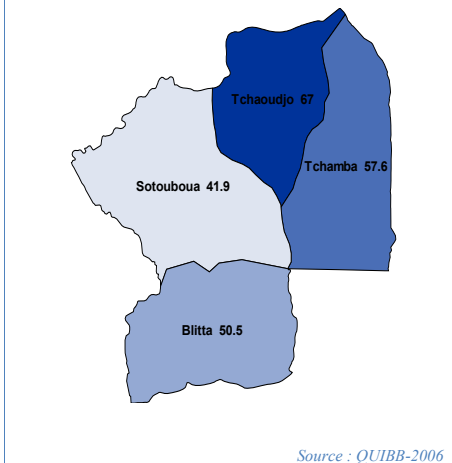 Tchaoudjo 67
Tchamba 57.6
Sotouboua 41.9
Blitta 50.5
Source : QUIBB-2006